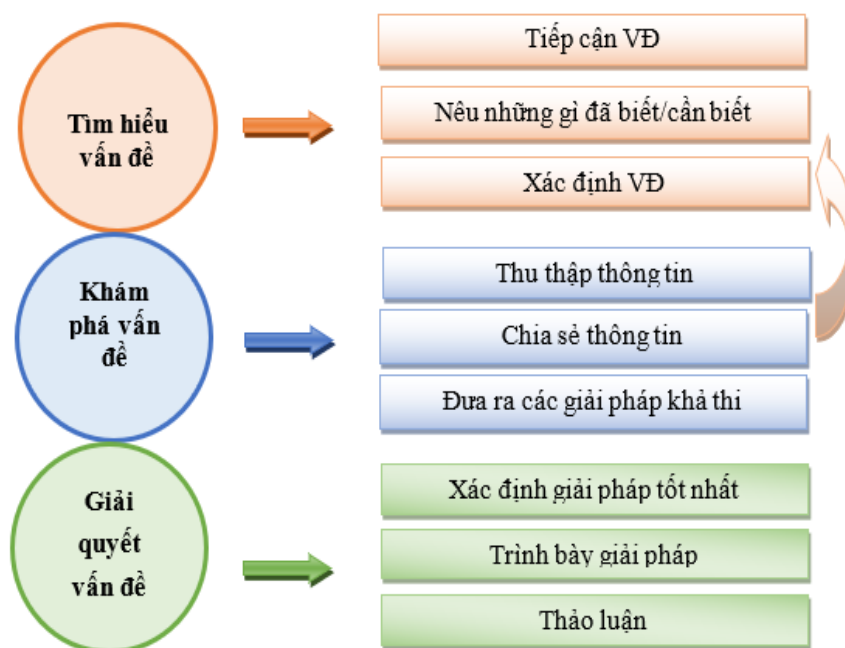 Tìm hiểu
vấn đề
Tiếp cận VĐ
Nêu những gì đã biết/cần biết
Xác định VĐ
Khám
phá vấn
đề
Thu thập thông tin
Chia sẻ thông tin
Đưa ra các giải pháp khả thi
Giải
quyết
vấn đề
Xác định giải pháp tốt nhất
Trình bày giải pháp
Thảo luận